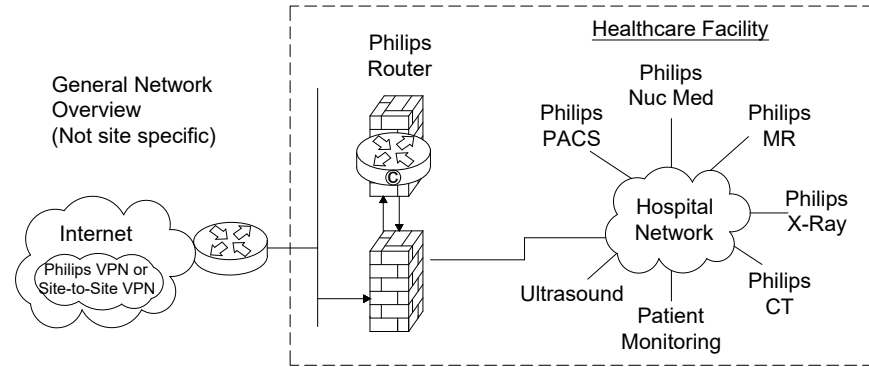 Healthcare Facility
Philips
Router
General Network
Overview
(Not site specific)
Philips
Nuc Med
Philips
PACS
Philips
MR
C
Internet
Philips VPN or
Site-to-Site VPN
Hospital
Network
Philips
X-Ray
Ultrasound
Patient
Monitoring
Philips
CT